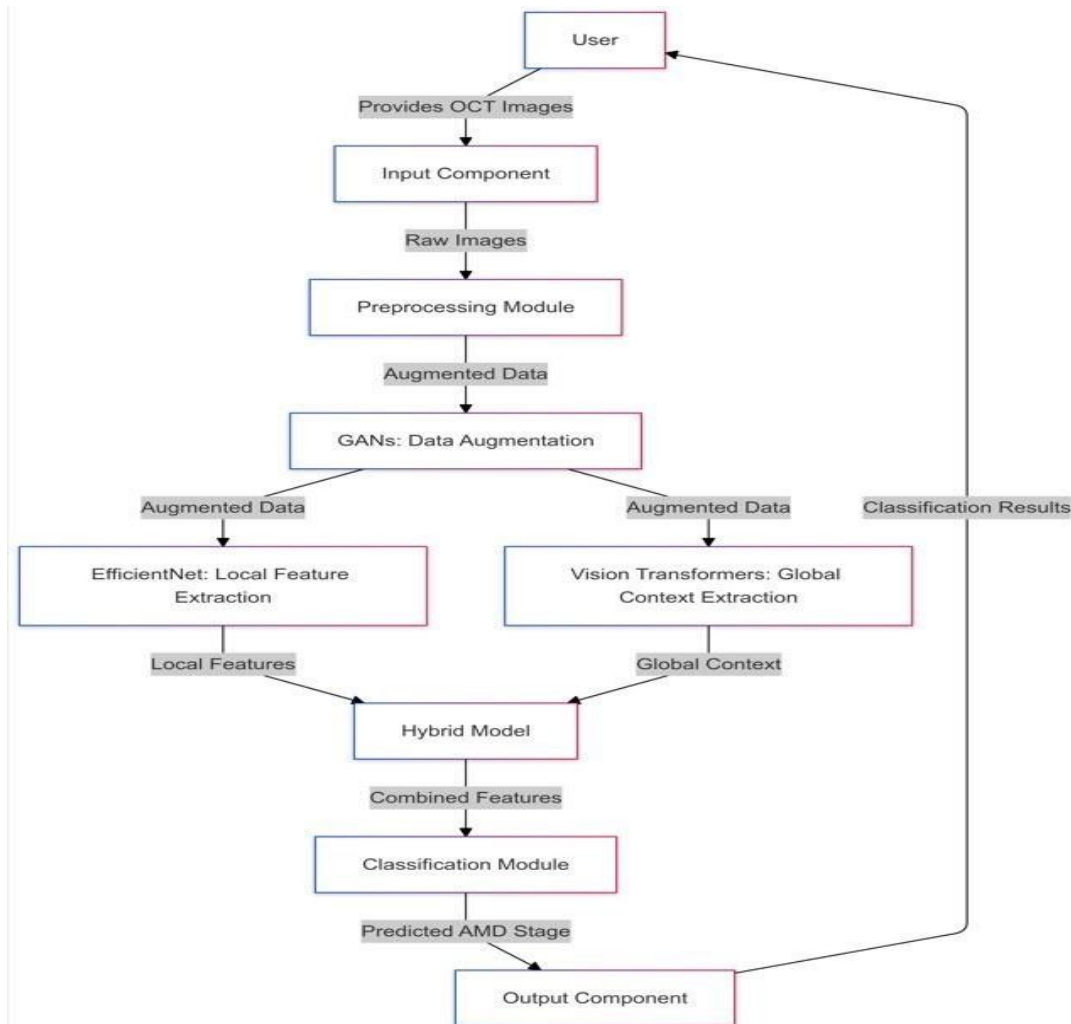 User
Provides OCT Images
Input Component
Raw Images
Preprocessing Module
Augmented Data
GANs: Data Augmentation
Augmented Data
Augmented Data
Classification Results
EfficientNet: Local Feature
Extraction
Vision Transformers: Global
Context Extraction
Local Features
Global Context
Hybrid Model
Combined Features
Classification Module
Predicted AMD Stage
Output Component